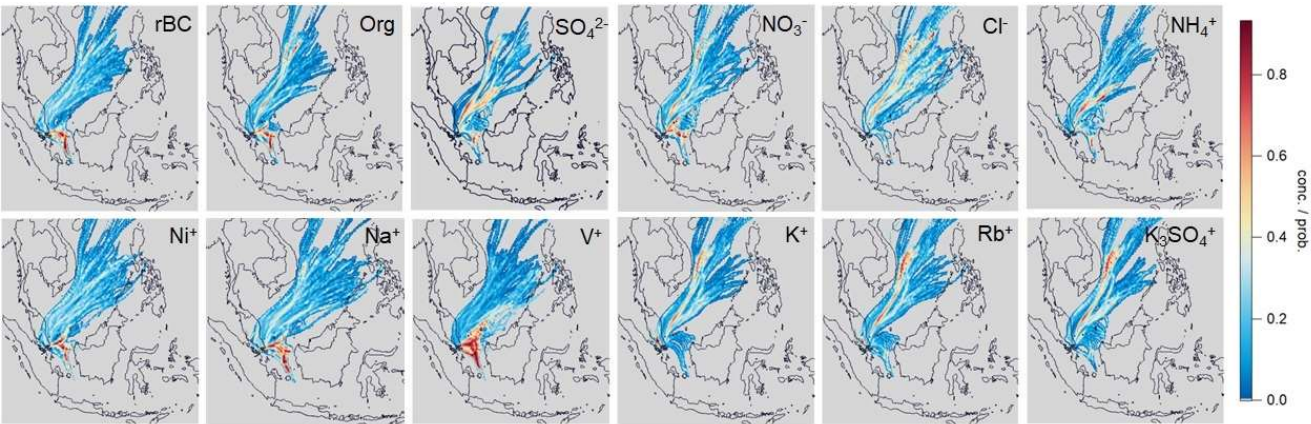 rBC
Org
SO₄²⁻
NO₃⁻
Cl⁻
NH₄⁺
Ni⁺
Na⁺
V⁺
K⁺
Rb⁺
K₃SO₄⁺
0.8
0.6
0.4
0.2
0.0
conc. / prob.